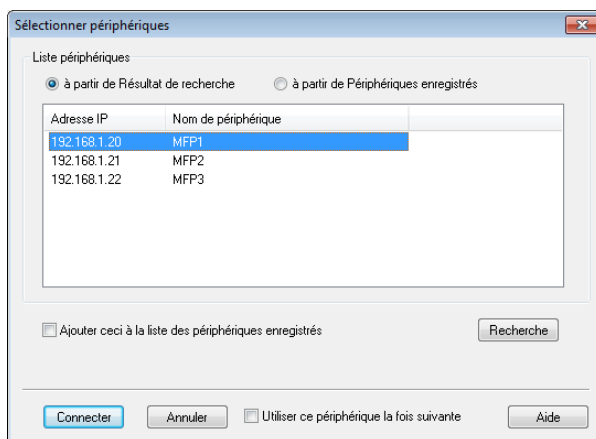 Sélectionner périphériques
Liste périphériques
à partir de Résultat de recherche à partir de Périphériques enregistrés
Adresse IP Nom de périphérique
192.168.1.20 MFP1
192.168.1.21 MFP2
192.168.1.22 MFP3
Ajouter ceci à la liste des périphériques enregistrés Recherche
Connecter Annuler Utiliser ce périphérique la fois suivante Aide